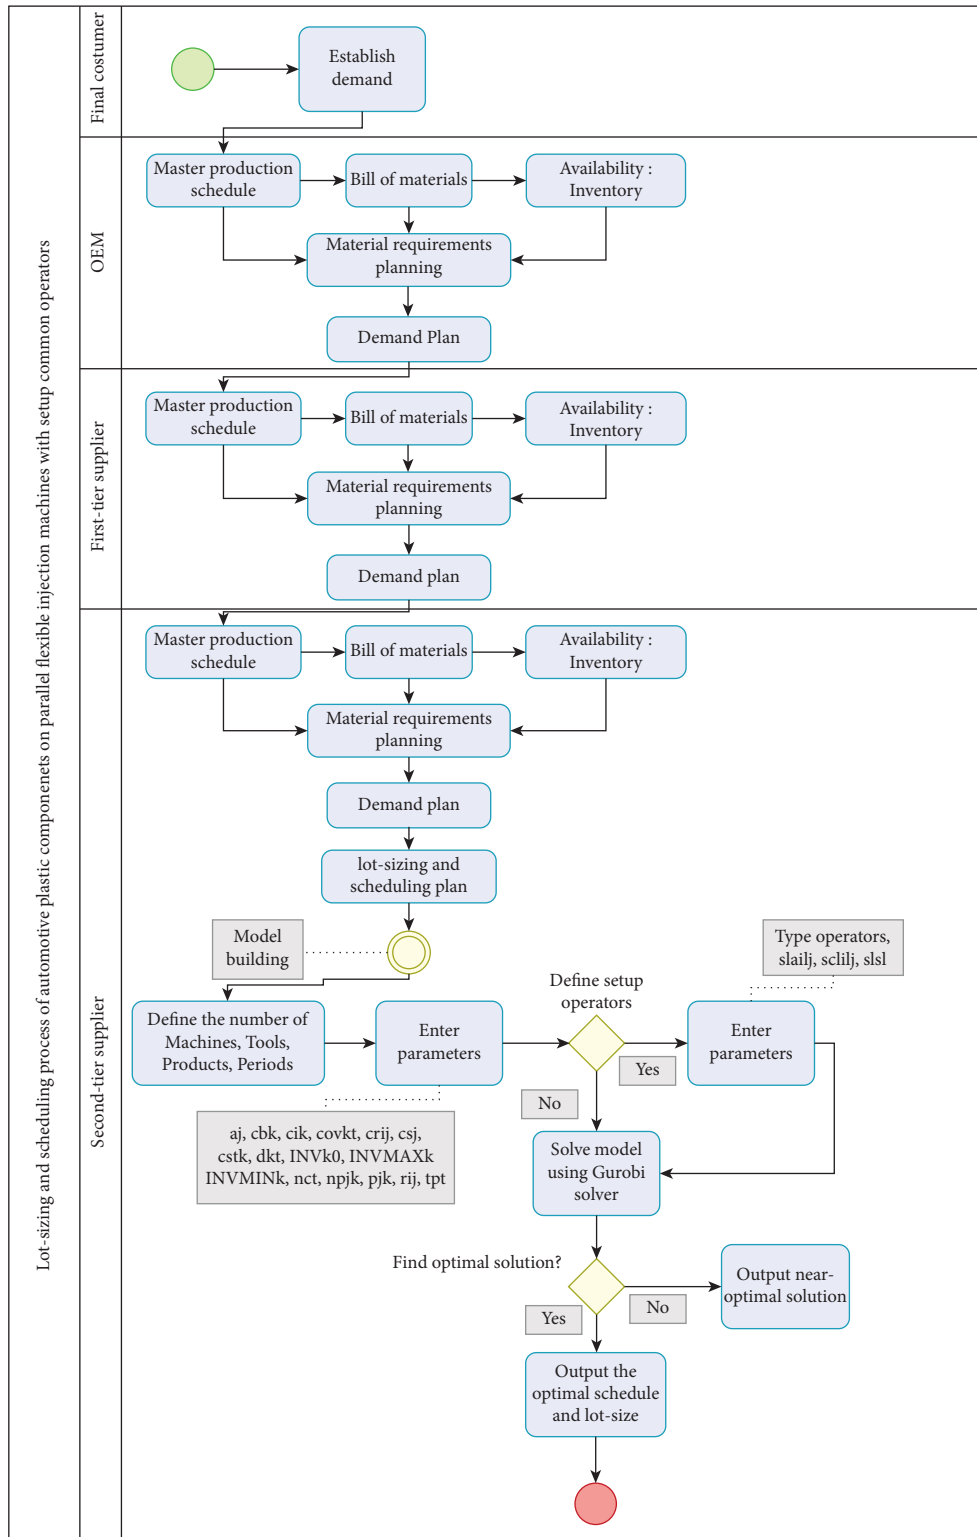 Lot-sizing and scheduling process of automotive plastic componenets on parallel flexible injection machines with setup common operators
Final costumer
Establish
demand
OEM
Master production
schedule
Bill of materials
Availability :
Inventory
Material requirements
planning
Demand Plan
First-tier supplier
Master production
schedule
Bill of materials
Availability :
Inventory
Material requirements
planning
Demand plan
Second-tier supplier
Master production
schedule
Bill of materials
Availability :
Inventory
Material requirements
planning
Demand plan
lot-sizing and
scheduling plan
Model
building
Define the number of
Machines, Tools,
Products, Periods
Enter
parameters
aj, cbk, cik, covkt, crij, csj,
cstk, dkt, INVk0, INVMAXk
INVMINk, nct, npjk, pjk, rij, tpt
Define setup
operators
Yes
No
Type operators,
slailj, sclilj, slsl
Enter
parameters
Solve model
using Gurobi
solver
Find optimal solution?
No
Yes
Output near-
optimal solution
Output the
optimal schedule
and lot-size